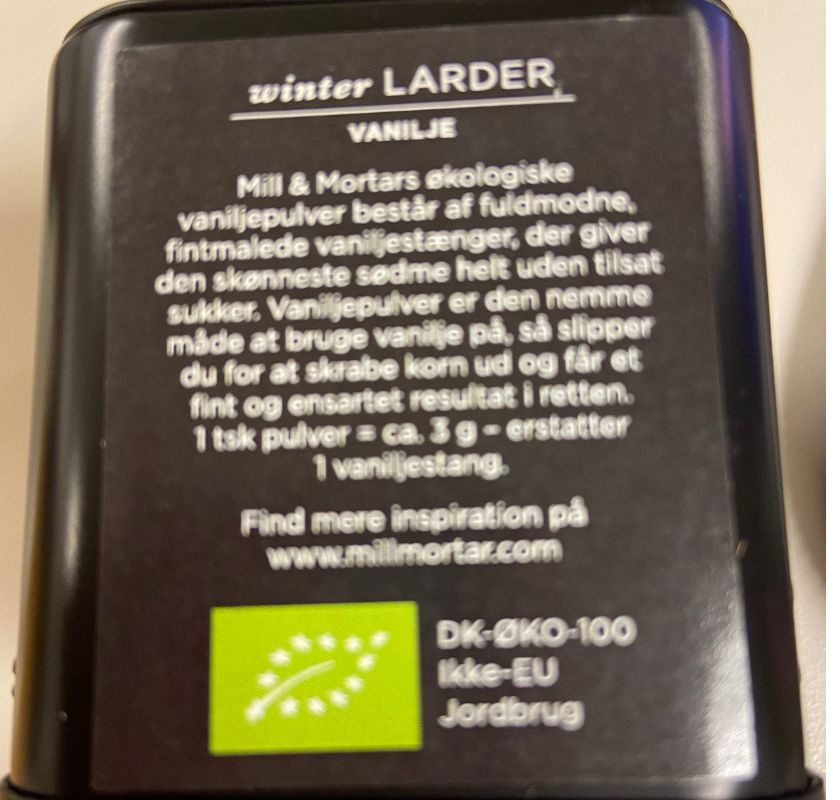 winter LARDER
VANILJE
Mill & Mortars økologiske
vaniljepulver består af fuldmodne,
fintmalede vaniljestænger, der giver
den skønneste sødme helt uden tilsat
sukker. Vaniljepulver er den nemme
måde at bruge vanilje på, så slipper
du for at skrabe korn ud og får et
fint og ensartet resultat i retten.
1 tsk pulver = ca. 3 g - erstatter
1 vaniljestang.
Find mere inspiration på
www.millmortar.com
DK-ØKO-100
Ikke-EU
Jordbrug